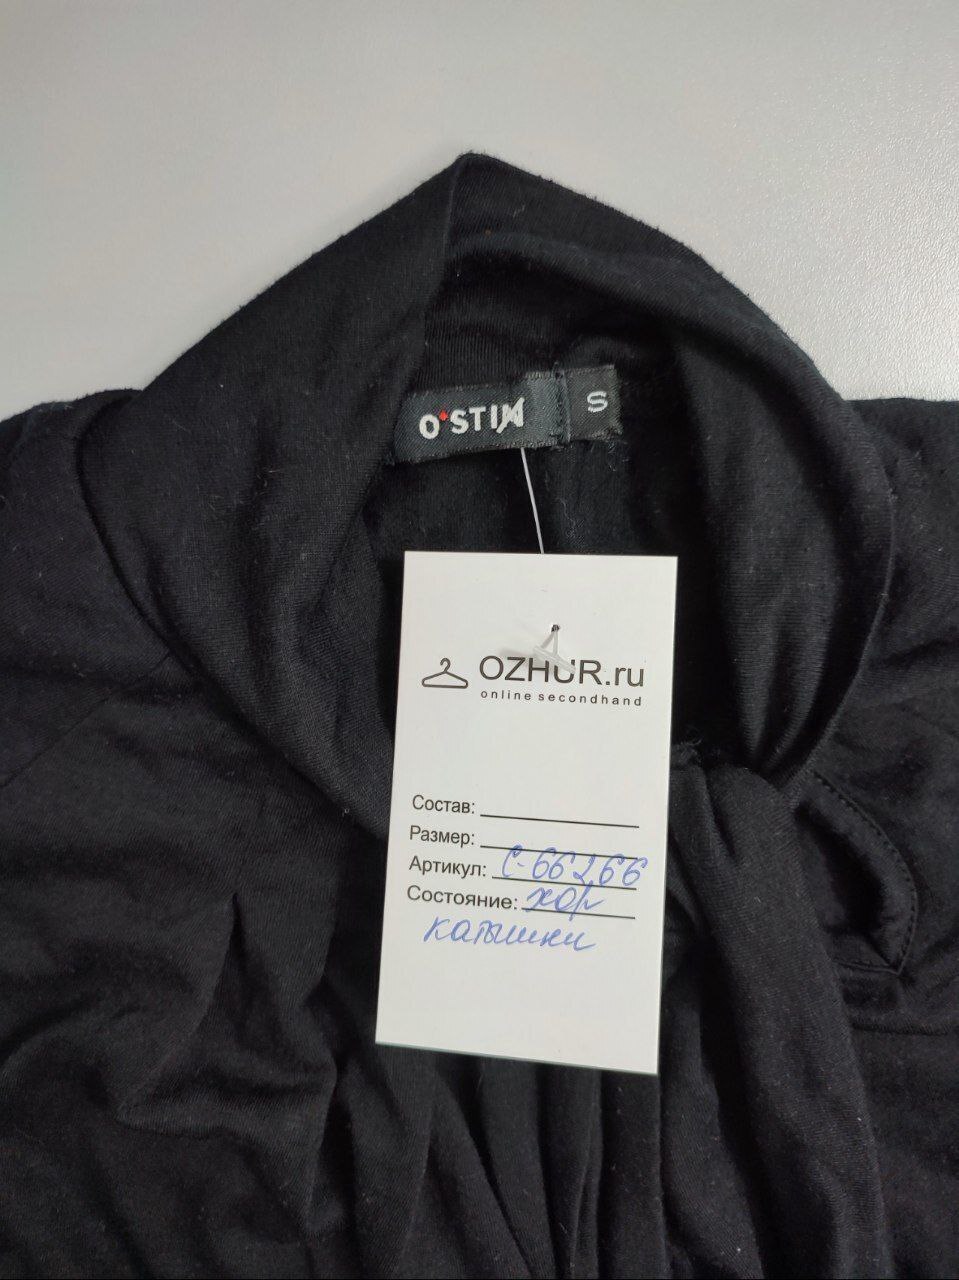 O'STIN S
OZHUR.ru
online secondhand
Состав:
Размер:
Артикул: С-66266
Состояние: хор
катышки